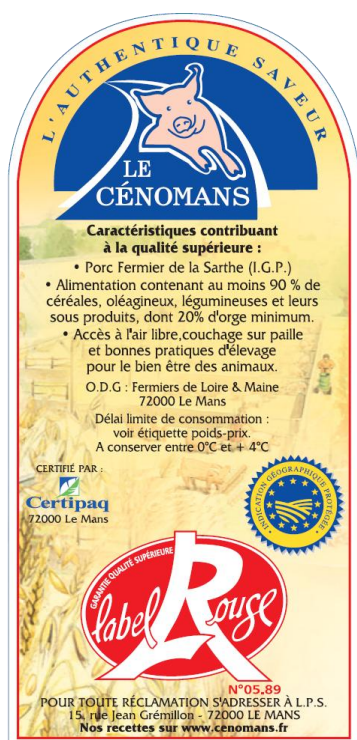 L'AUTHENTIQUE SAVEUR
LE
CÉNOMANS
Caractéristiques contribuant
à la qualité supérieure :
• Porc Fermier de la Sarthe (I.G.P.)
• Alimentation contenant au moins 90 % de
céréales, oléagineux, légumineuses et leurs
sous produits, dont 20% d'orge minimum.
• Accès à l'air libre,couchage sur paille
et bonnes pratiques d'élevage
pour le bien être des animaux.
O.D.G : Fermiers de Loire & Maine
72000 Le Mans
Délai limite de consommation :
voir étiquette poids-prix.
A conserver entre 0°C et + 4°C
CERTIFIÉ PAR :
Certipaq
72000 Le Mans
INDICATION GÉOGRAPHIQUE PROTÉGÉE
GARANTIE QUALITÉ SUPÉRIEURE
label Rouge
N°05.89
POUR TOUTE RÉCLAMATION S'ADRESSER À L.P.S.
15, rue Jean Grémillon - 72000 LE MANS
Nos recettes sur www.cenomans.fr